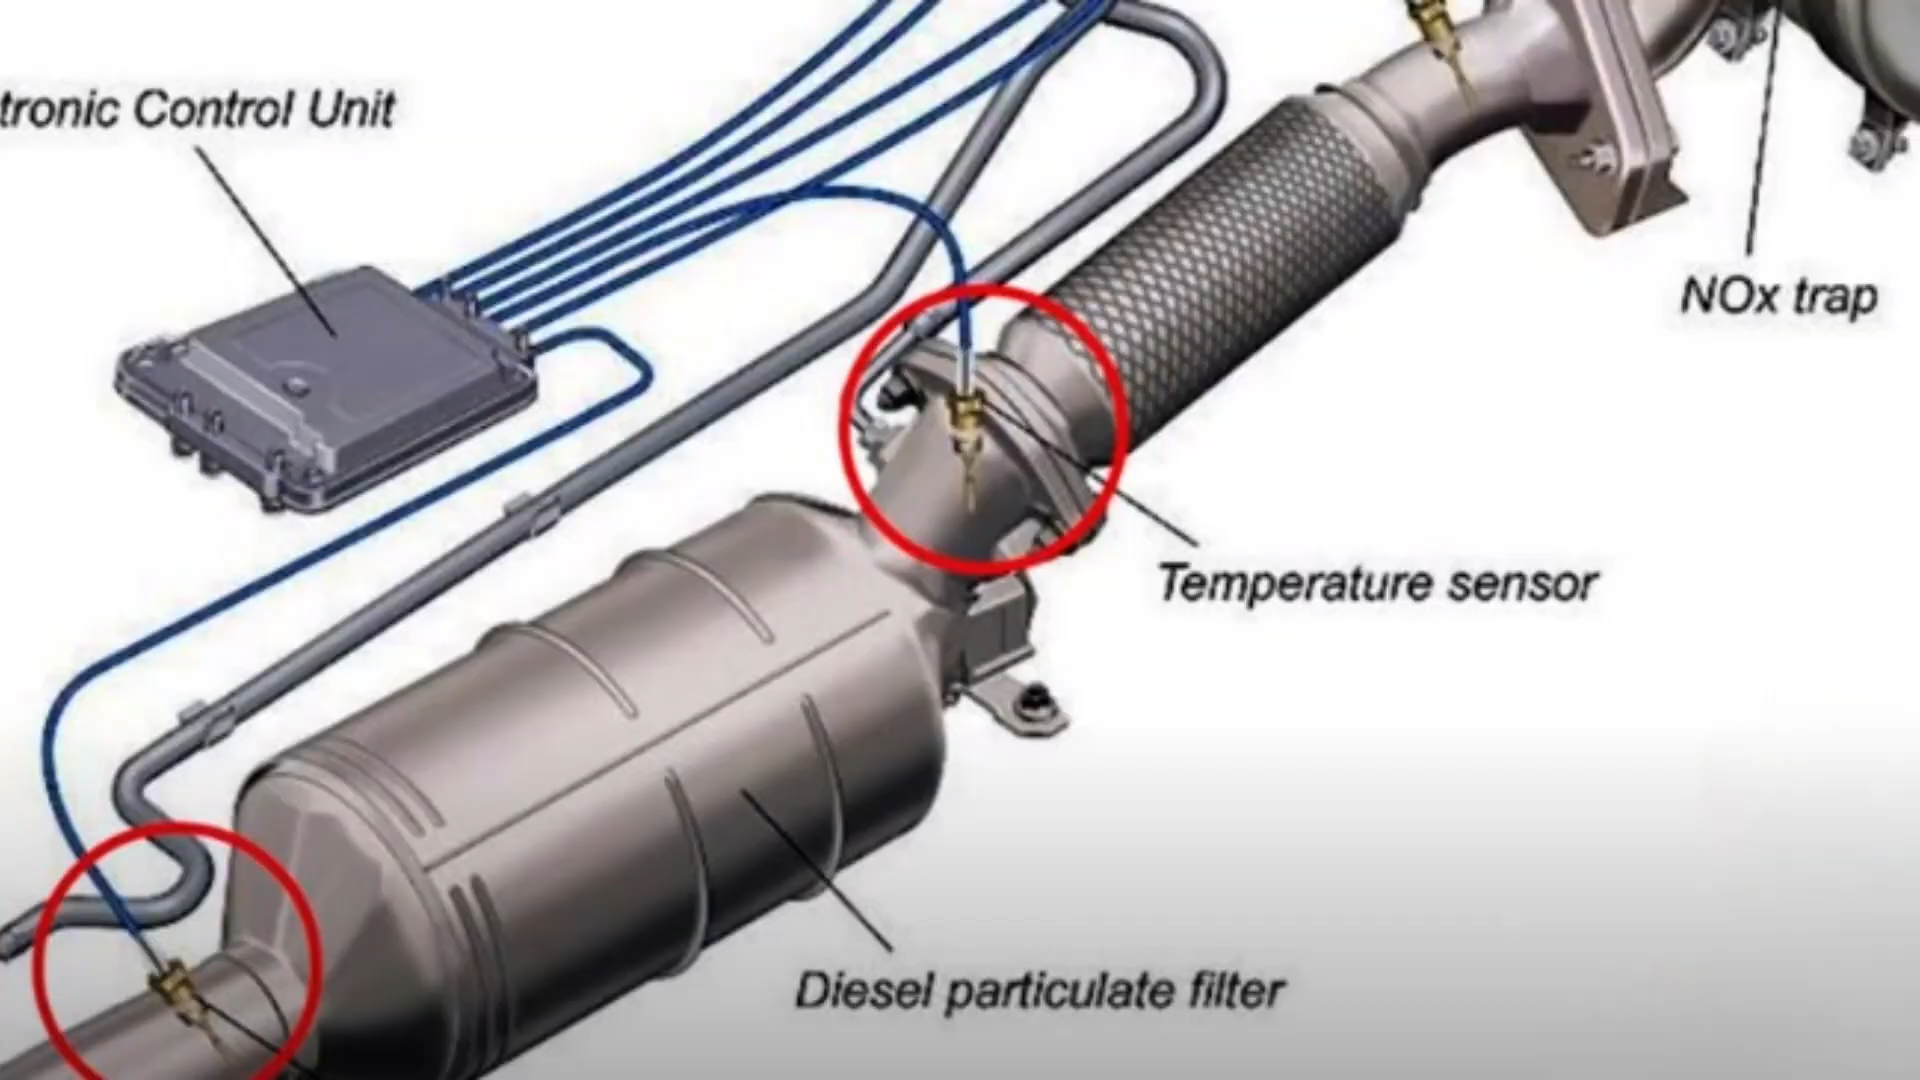 tronic Control Unit
NOx trap
Temperature sensor
Diesel particulate filter